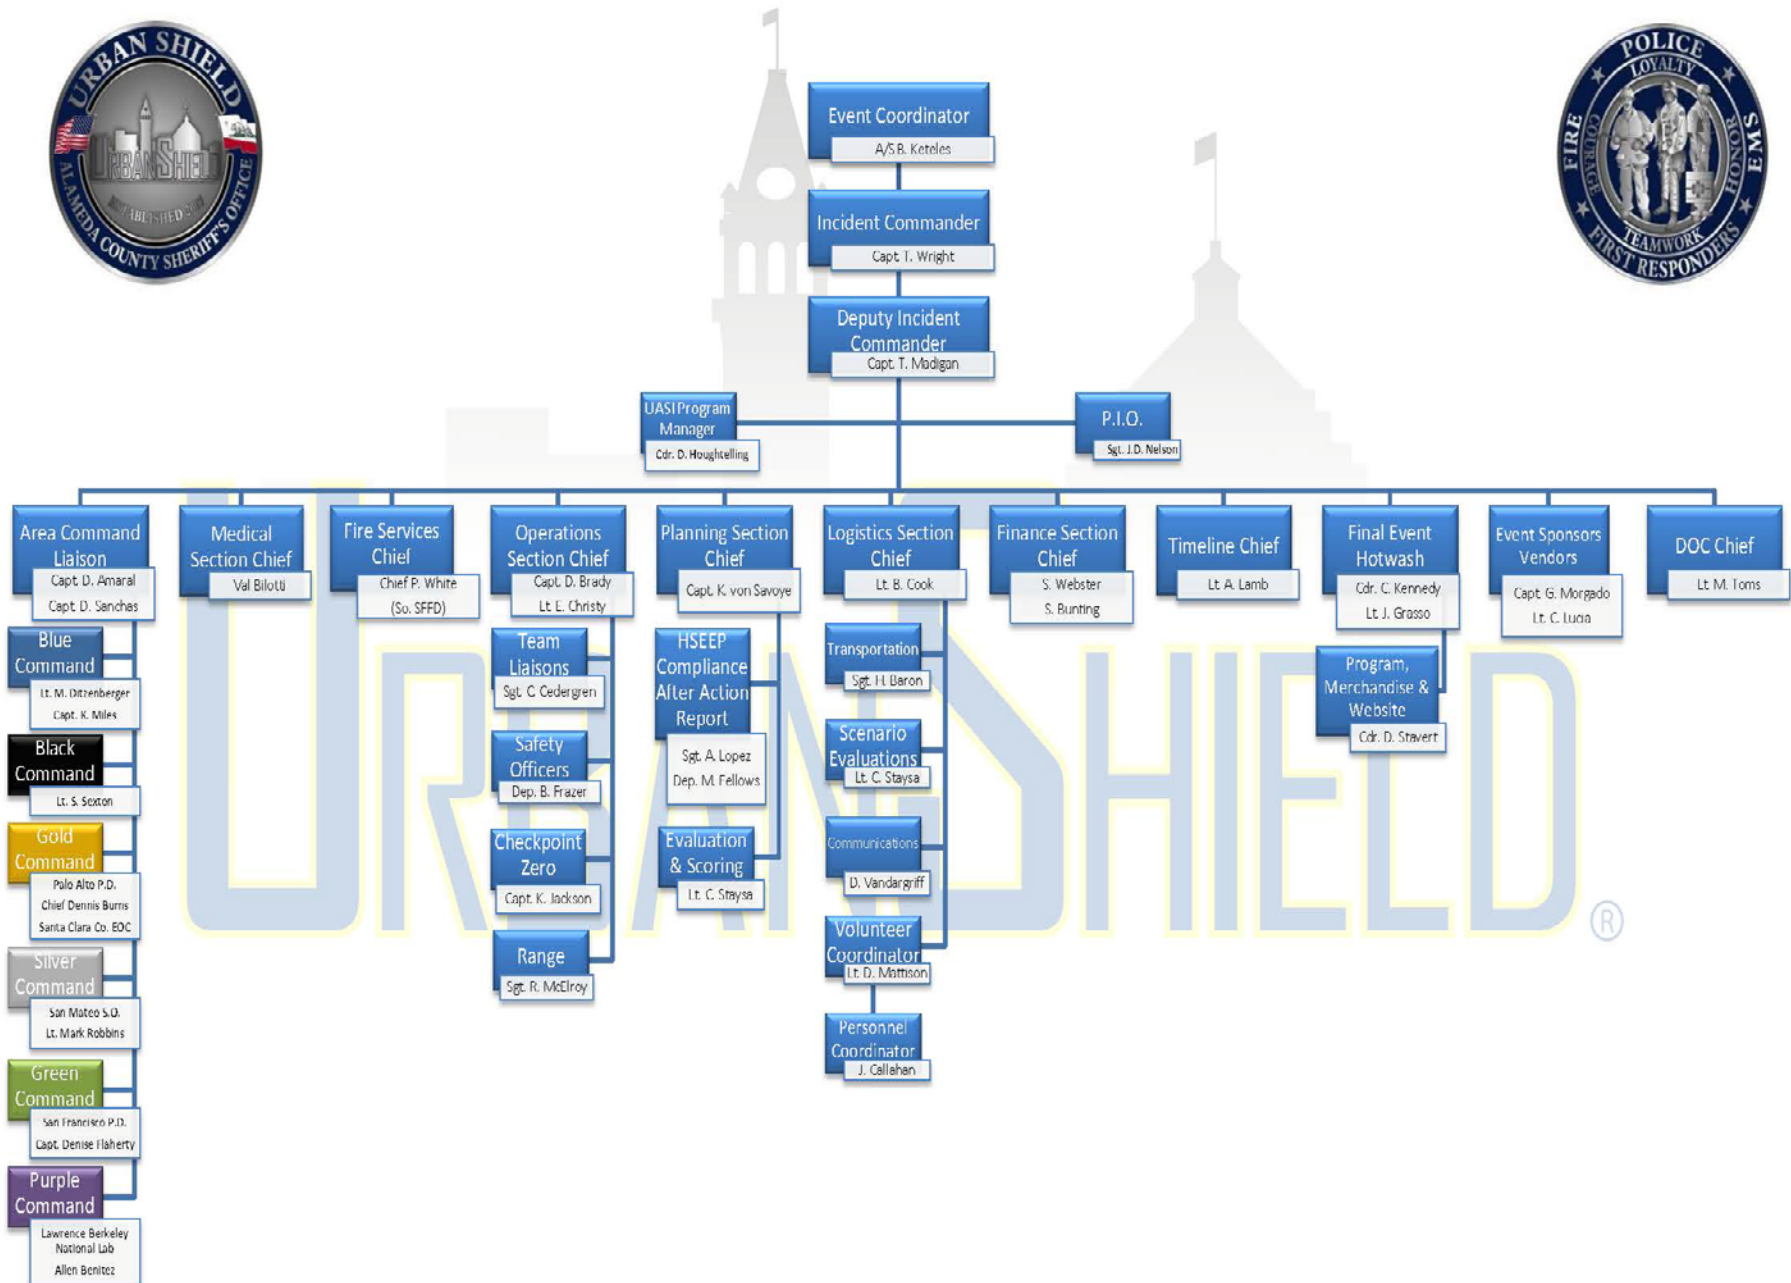 URBAN SHIELD
URBANSHIELD
ALAMEDA COUNTY SHERIFF'S OFFICE
POLICE
LOYALTY
FIRE
COURAGE
HONOR
EMS
TEAMWORK
FIRST RESPONDERS
Event Coordinator
A/S B. Keteles
Incident Commander
Capt. T. Wright
Deputy Incident
Commander
Capt. T. Madigan
UASI Program
Manager
Cdr. D. Houghtelling
P.I.O.
Sgt. J.D. Nelson
Area Command
Liaison
Capt. D. Amaral
Capt. D. Sanchas
Blue
Command
Lt. M. Ditzenberger
Capt. K. Miles
Black
Command
Lt. S. Sexton
Gold
Command
Palo Alto P.D.
Chief Dennis Burns
Santa Clara Co. EOC
Silver
Command
San Mateo S.O.
Lt. Mark Robbins
Green
Command
San Francisco P.D.
Capt. Denise Flaherty
Purple
Command
Lawrence Berkeley
National Lab
Allen Benitez
Medical
Section Chief
Val Bilotti
Fire Services
Chief
Chief P. White
(So. SFFD)
Operations
Section Chief
Capt. D. Brady
Lt. E. Christy
Team
Liaisons
Sgt. C. Cedergren
Safety
Officers
Dep. B. Frazer
Checkpoint
Zero
Capt. K. Jackson
Range
Sgt. R. McElroy
Planning Section
Chief
Capt. K. von Savoye
HSEEP
Compliance
After Action
Report
Sgt. A. Lopez
Dep. M. Fellows
Evaluation
& Scoring
Lt. C. Staysa
Logistics Section
Chief
Lt. B. Cook
Transportation
Sgt. H. Baron
Scenario
Evaluations
Lt. C. Staysa
Communications
D. Vandargriff
Volunteer
Coordinator
Lt. D. Mattison
Personnel
Coordinator
J. Callahan
Finance Section
Chief
S. Webster
S. Bunting
Timeline Chief
Lt. A. Lamb
Final Event
Hotwash
Cdr. C. Kennedy
Lt. J. Grasso
Program,
Merchandise &
Website
Cdr. D. Stavert
Event Sponsors
Vendors
Capt. G. Morgado
Lt. C. Lucia
DOC Chief
Lt. M. Toms
URBANSHIELD®